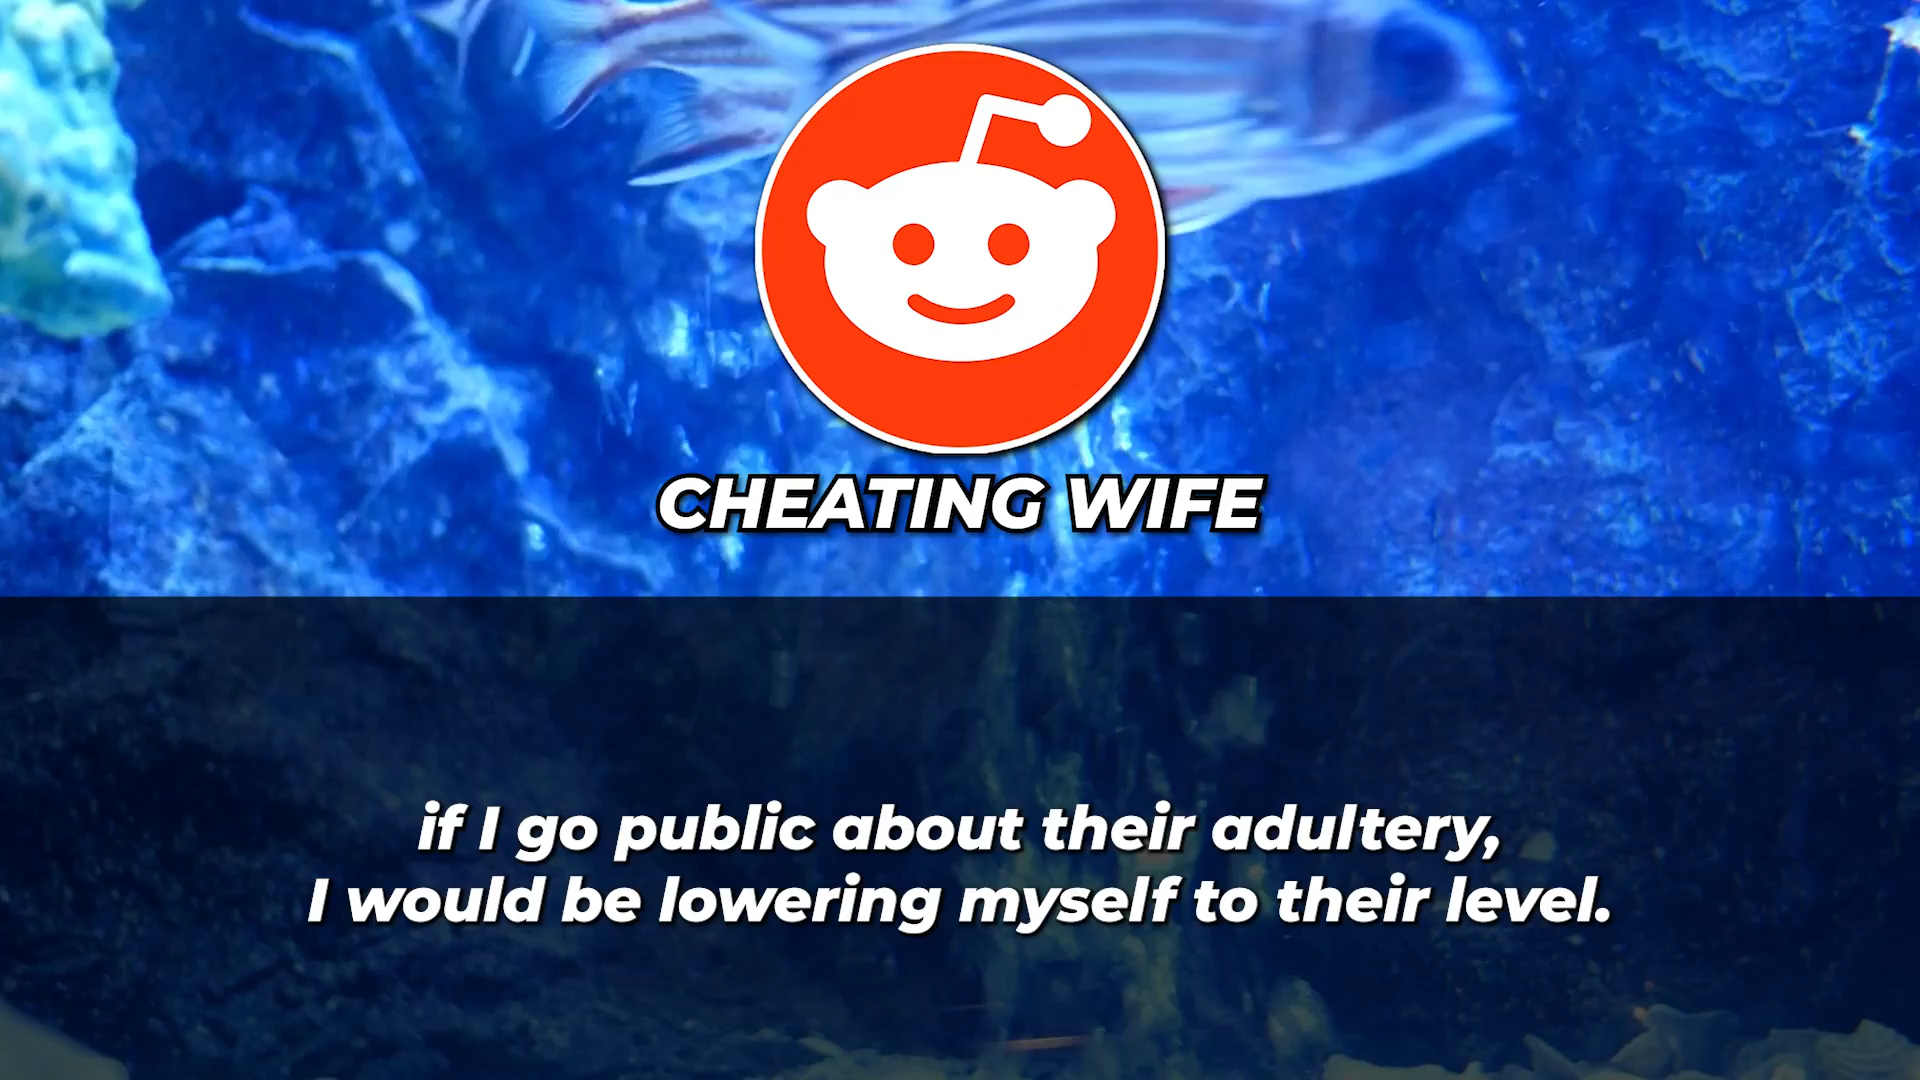 CHEATING WIFE
if I go public about their adultery,
I would be lowering myself to their level.